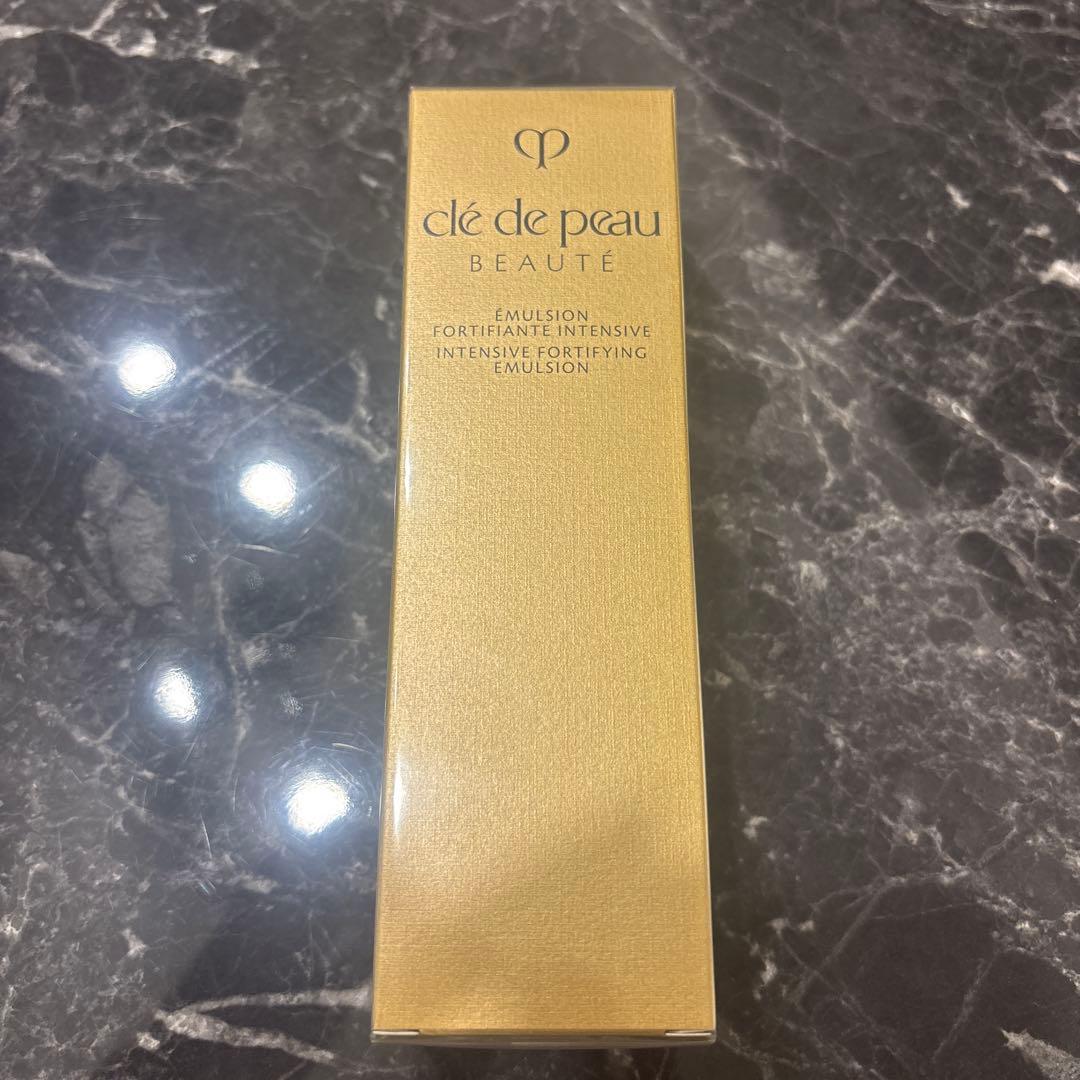 clé de peau
BEAUTÉ
ÉMULSION
FORTIFIANTE INTENSIVE
INTENSIVE FORTIFYING
EMULSION